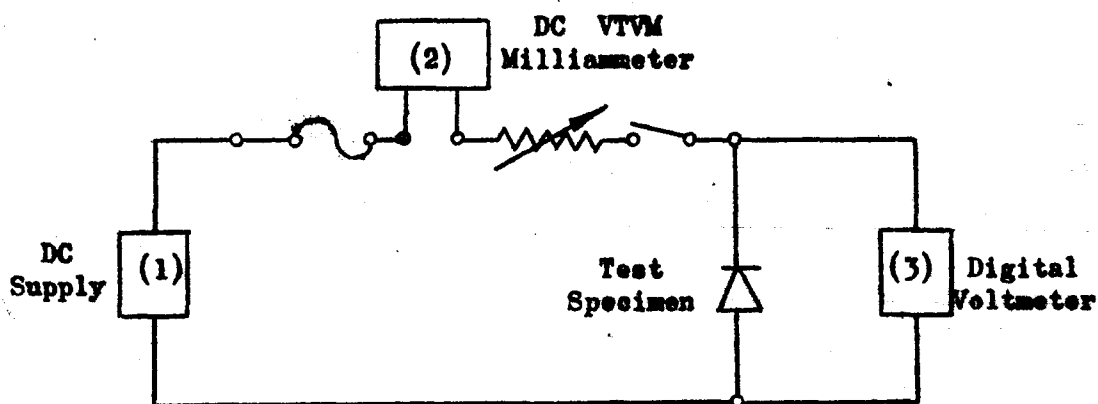 DC VTVM
Milliammeter
(2)
DC
Supply
(1)
Test
Specimen
(3)
Digital
Voltmeter